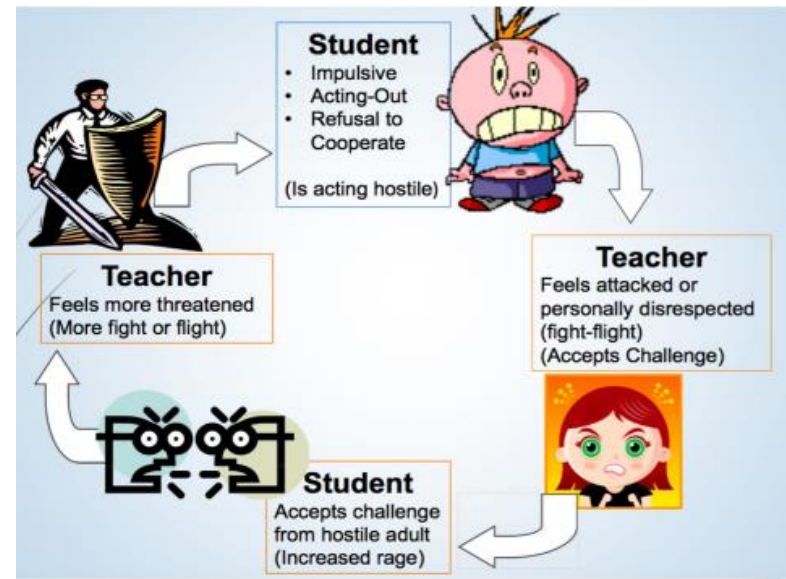 Student
• Impulsive
• Acting-Out
• Refusal to
Cooperate
(Is acting hostile)
Teacher
Feels attacked or
personally disrespected
(fight-flight)
(Accepts Challenge)
Student
Accepts challenge
from hostile adult
(Increased rage)
Teacher
Feels more threatened
(More fight or flight)